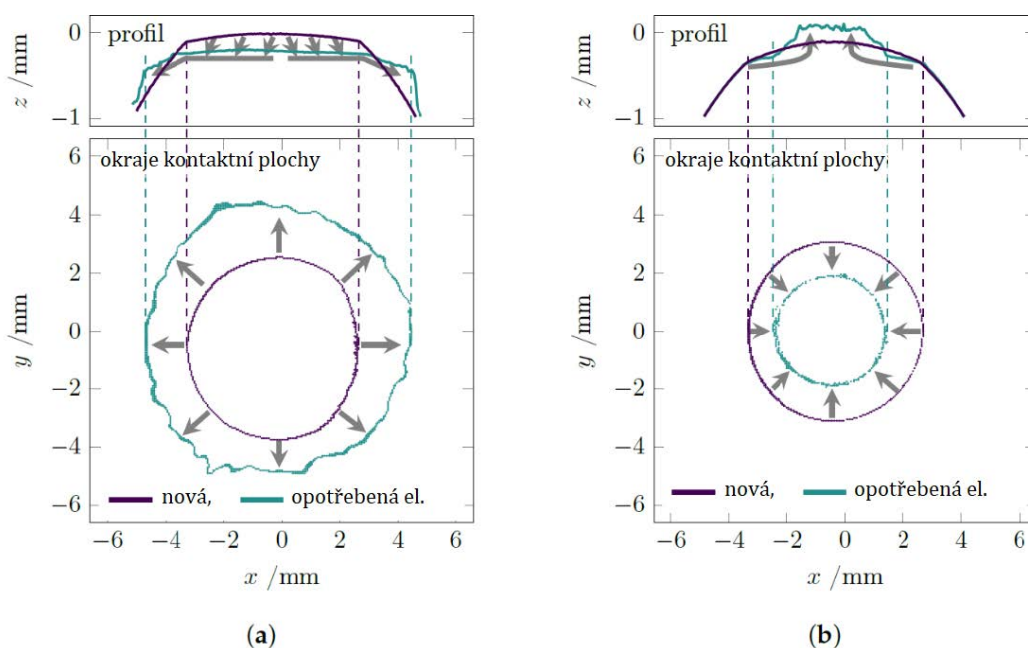 profil
z /mm
0
−1
okraje kontaktní plochy
y /mm
6
4
2
0
−2
−4
−6
nová,
opotřebená el.
−6 −4 −2 0 2 4 6
x /mm
(a)
profil
z /mm
0
−1
okraje kontaktní plochy
y /mm
6
4
2
0
−2
−4
−6
nová,
opotřebená el.
−6 −4 −2 0 2 4 6
x /mm
(b)